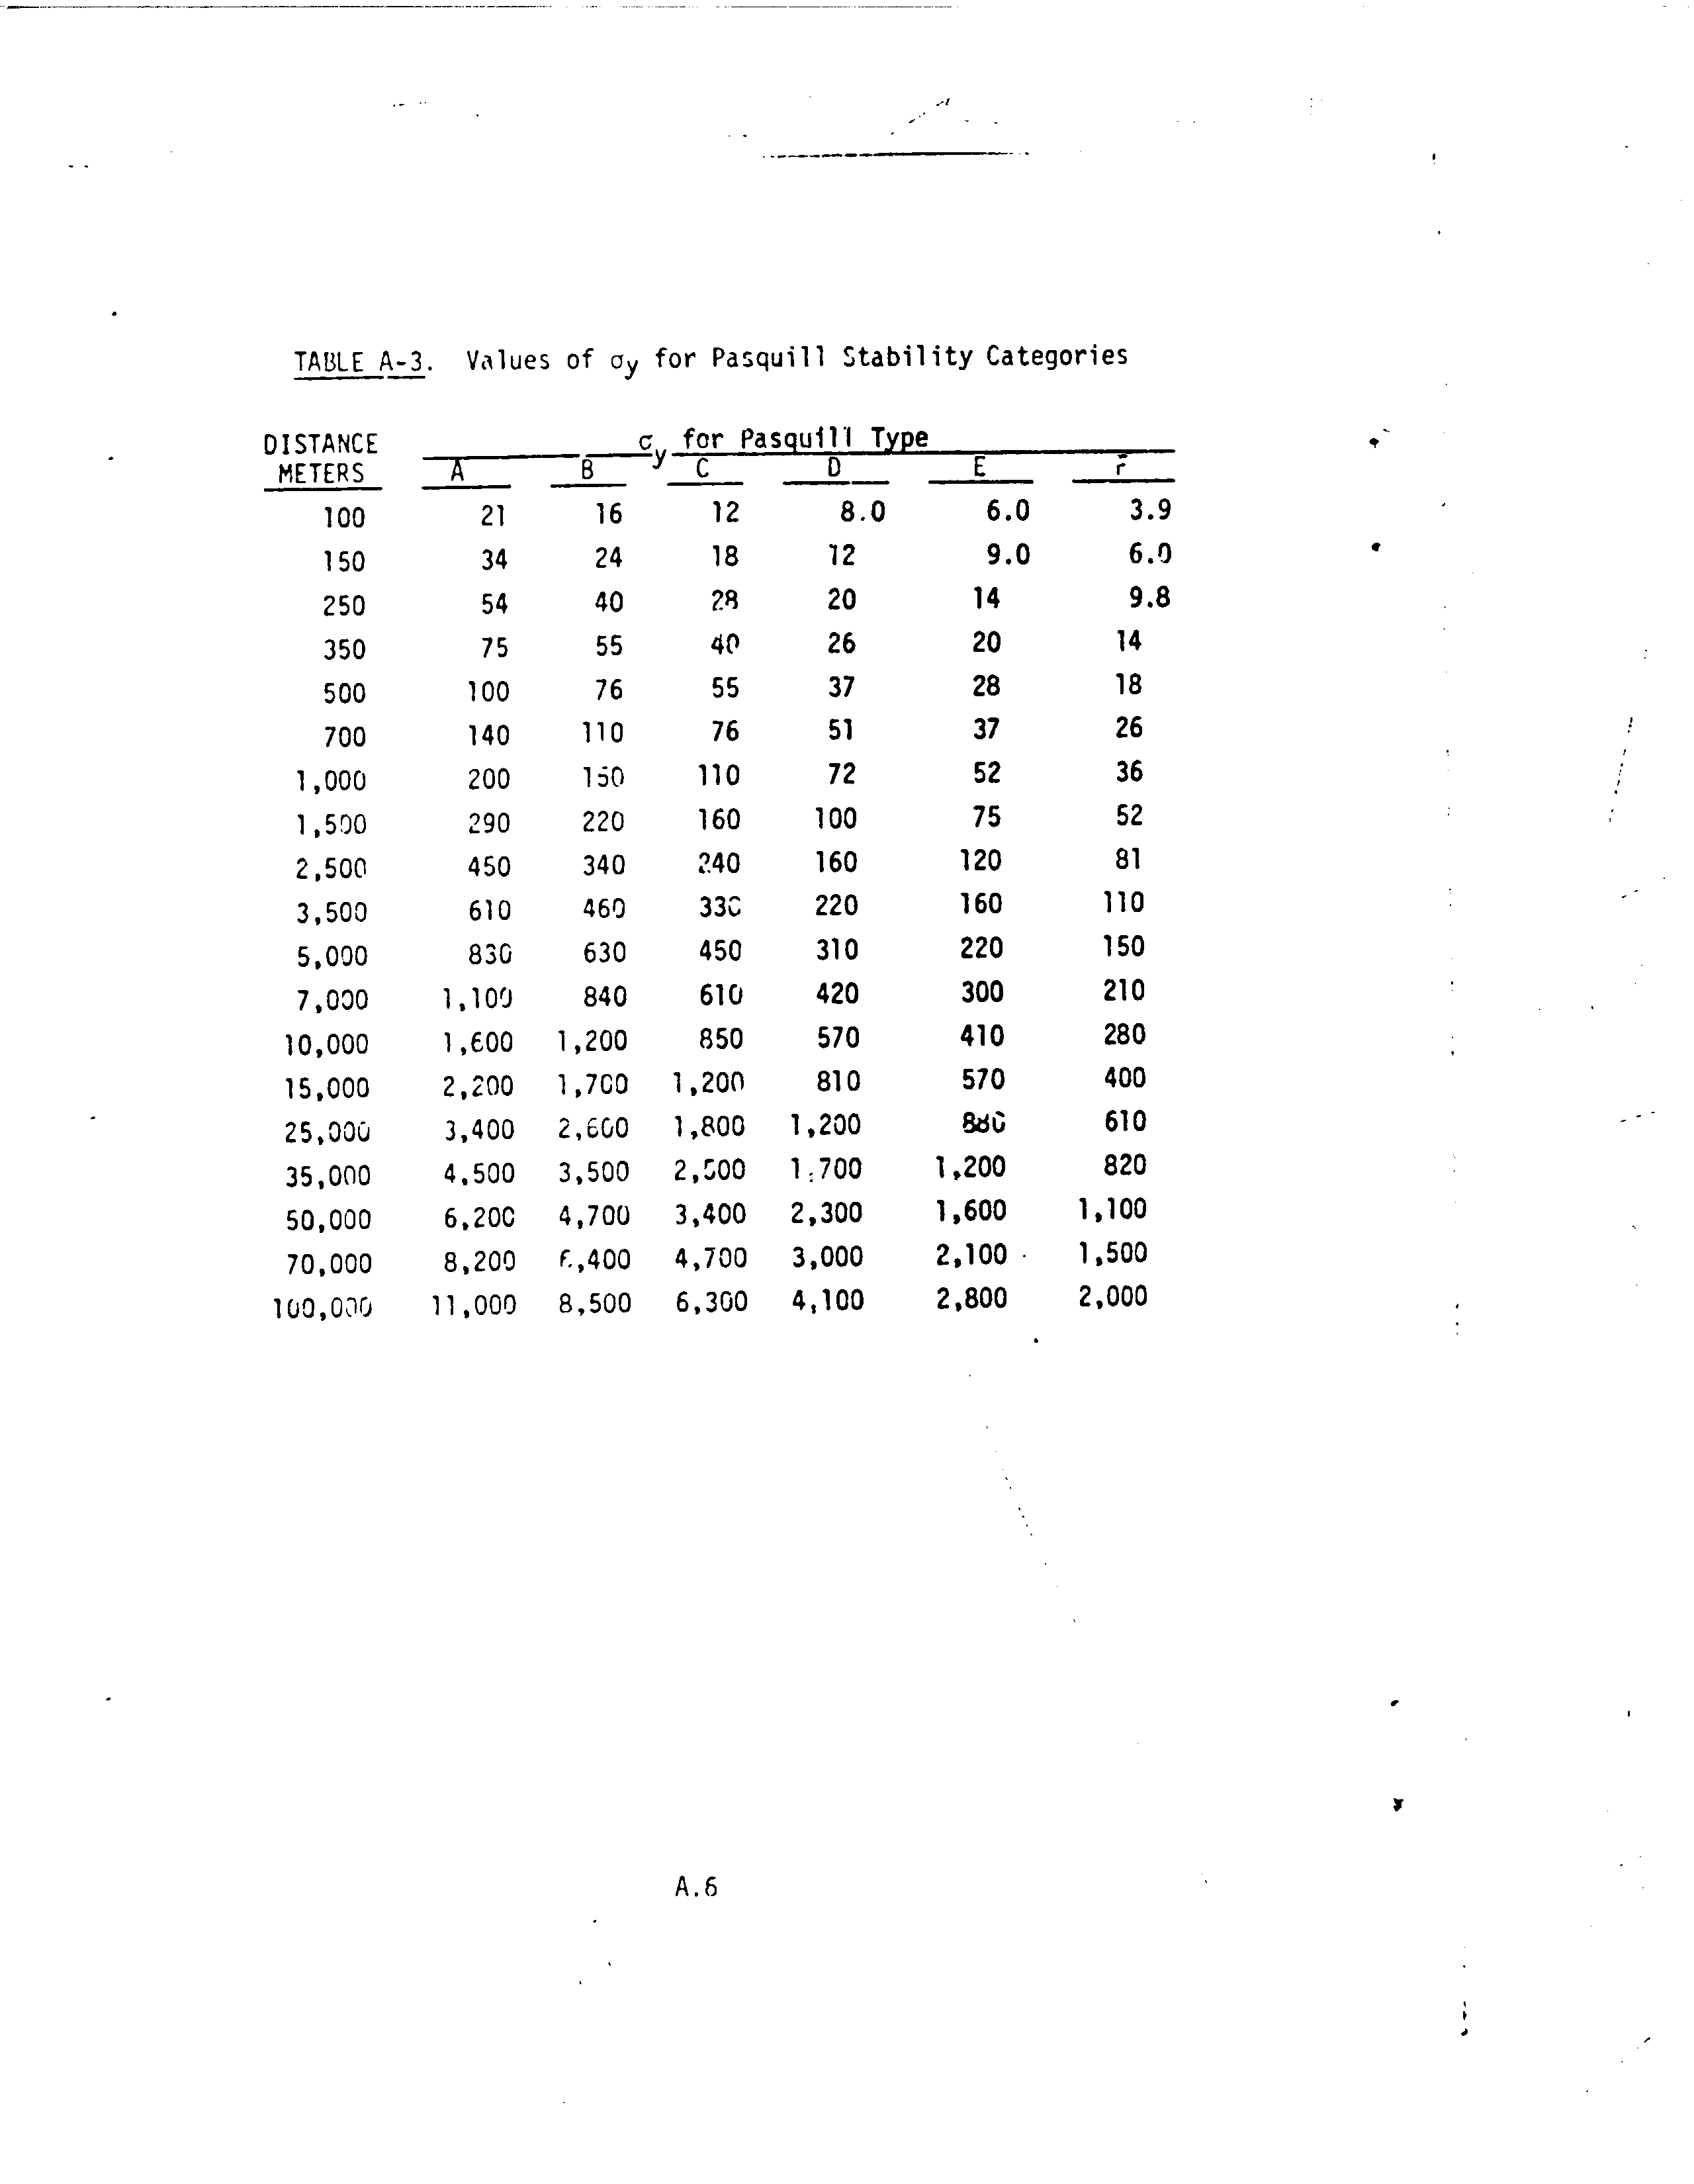 TABLE A-3. Values of σy for Pasquill Stability Categories
DISTANCE METERS σy for Pasquill Type
A B C D E F
100 21 16 12 8.0 6.0 3.9
150 34 24 18 12 9.0 6.0
250 54 40 28 20 14 9.8
350 75 55 40 26 20 14
500 100 76 55 37 28 18
700 140 110 76 51 37 26
1,000 200 150 110 72 52 36
1,500 290 220 160 100 75 52
2,500 450 340 240 160 120 81
3,500 610 460 330 220 160 110
5,000 830 630 450 310 220 150
7,000 1,100 840 610 420 300 210
10,000 1,600 1,200 850 570 410 280
15,000 2,200 1,700 1,200 810 570 400
25,000 3,400 2,600 1,800 1,200 880 610
35,000 4,500 3,500 2,500 1,700 1,200 820
50,000 6,200 4,700 3,400 2,300 1,600 1,100
70,000 8,200 6,400 4,700 3,000 2,100 1,500
100,000 11,000 8,500 6,300 4,100 2,800 2,000
A.6